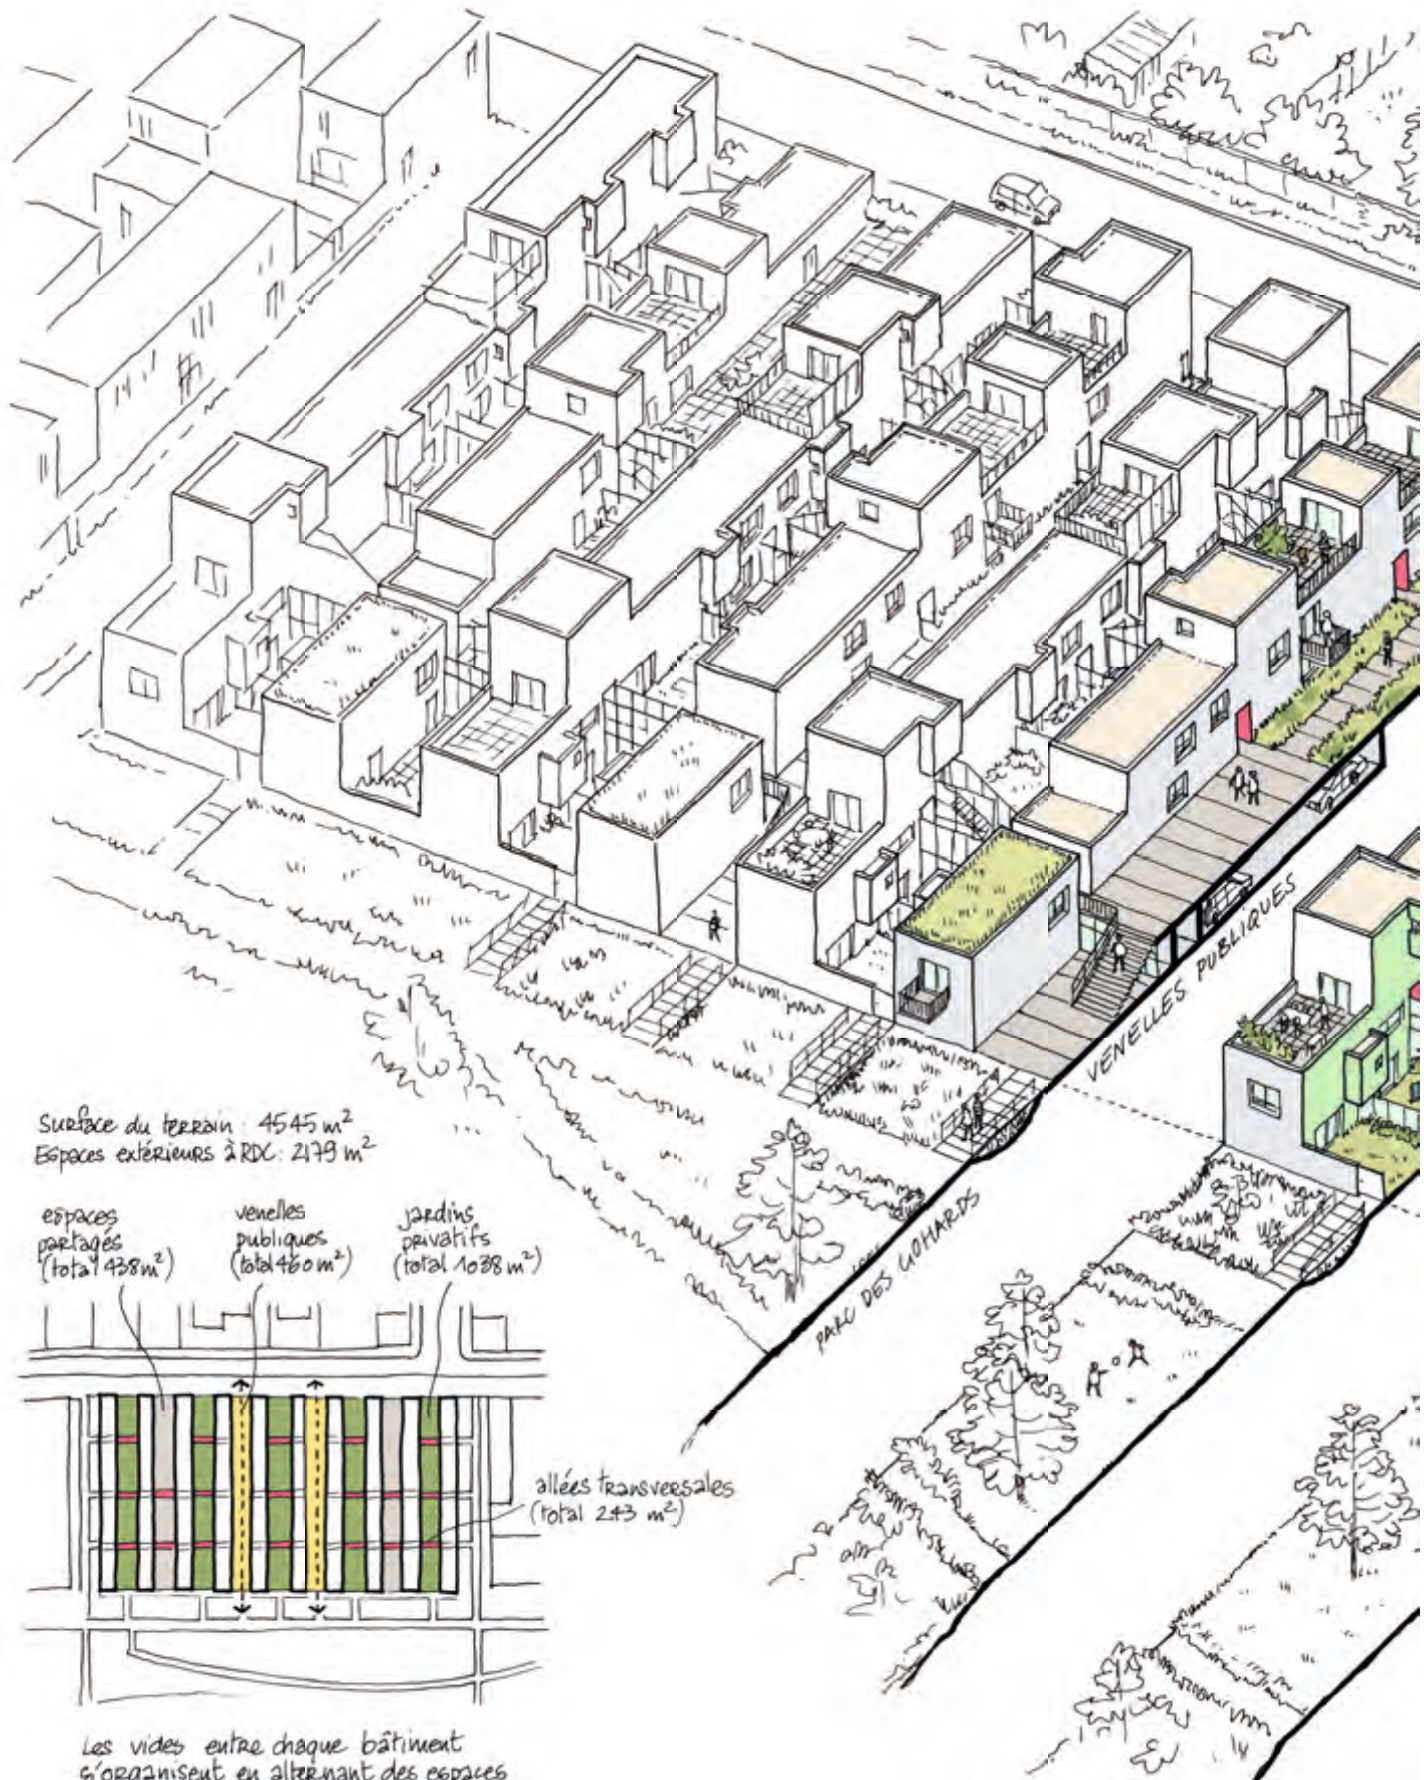 VENELLES PUBLIQUES
PARC DES GOHARDS
Surface du terrain : 4545 m²
Espaces extérieurs à RDC : 2179 m²
espaces
partagés
(total 438 m²)
venelles
publiques
(total 460 m²)
jardins
privatifs
(total 1038 m²)
allées transversales
(total 243 m²)
Les vides entre chaque bâtiment
s'organisent en alternant des espaces